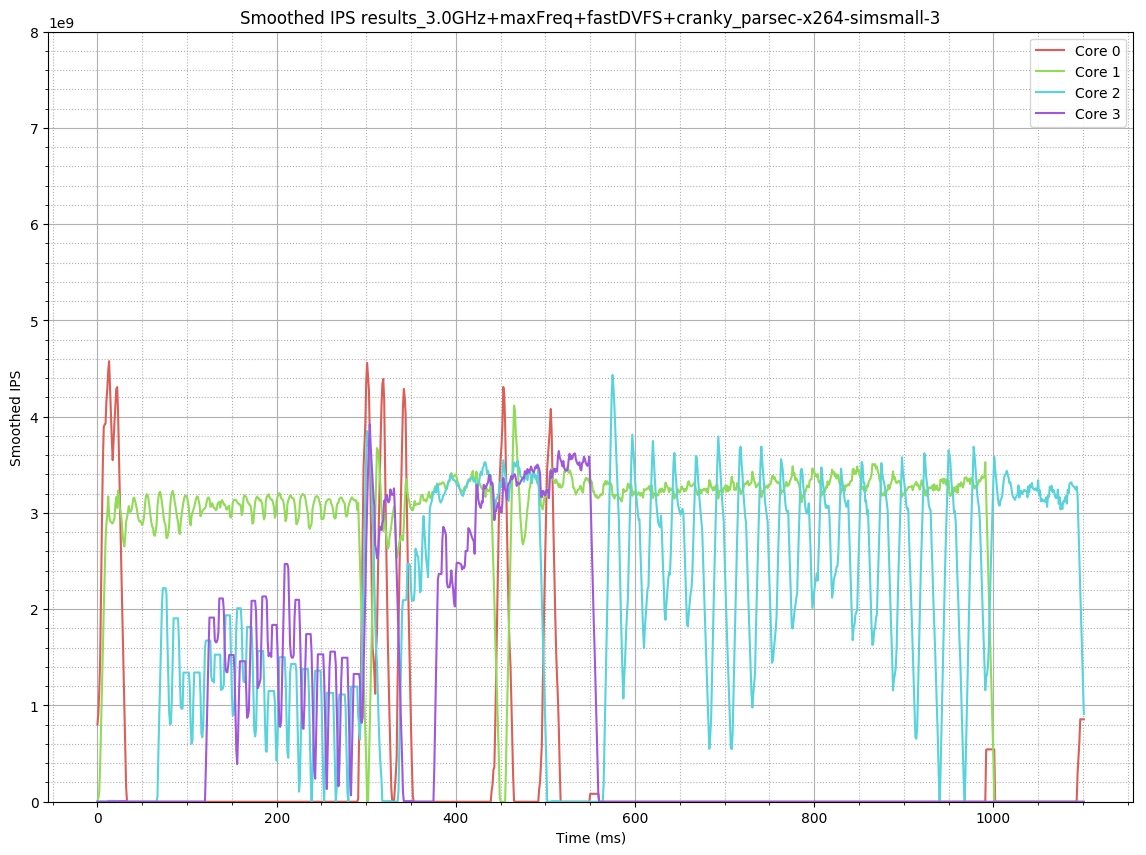 Smoothed IPS results_3.0GHz+maxFreq+fastDVFS+cranky_parsec-x264-simsmall-3
1e9
8
7
6
5
4
3
2
1
0
Smoothed IPS
Core 0
Core 1
Core 2
Core 3
0 200 400 600 800 1000
Time (ms)